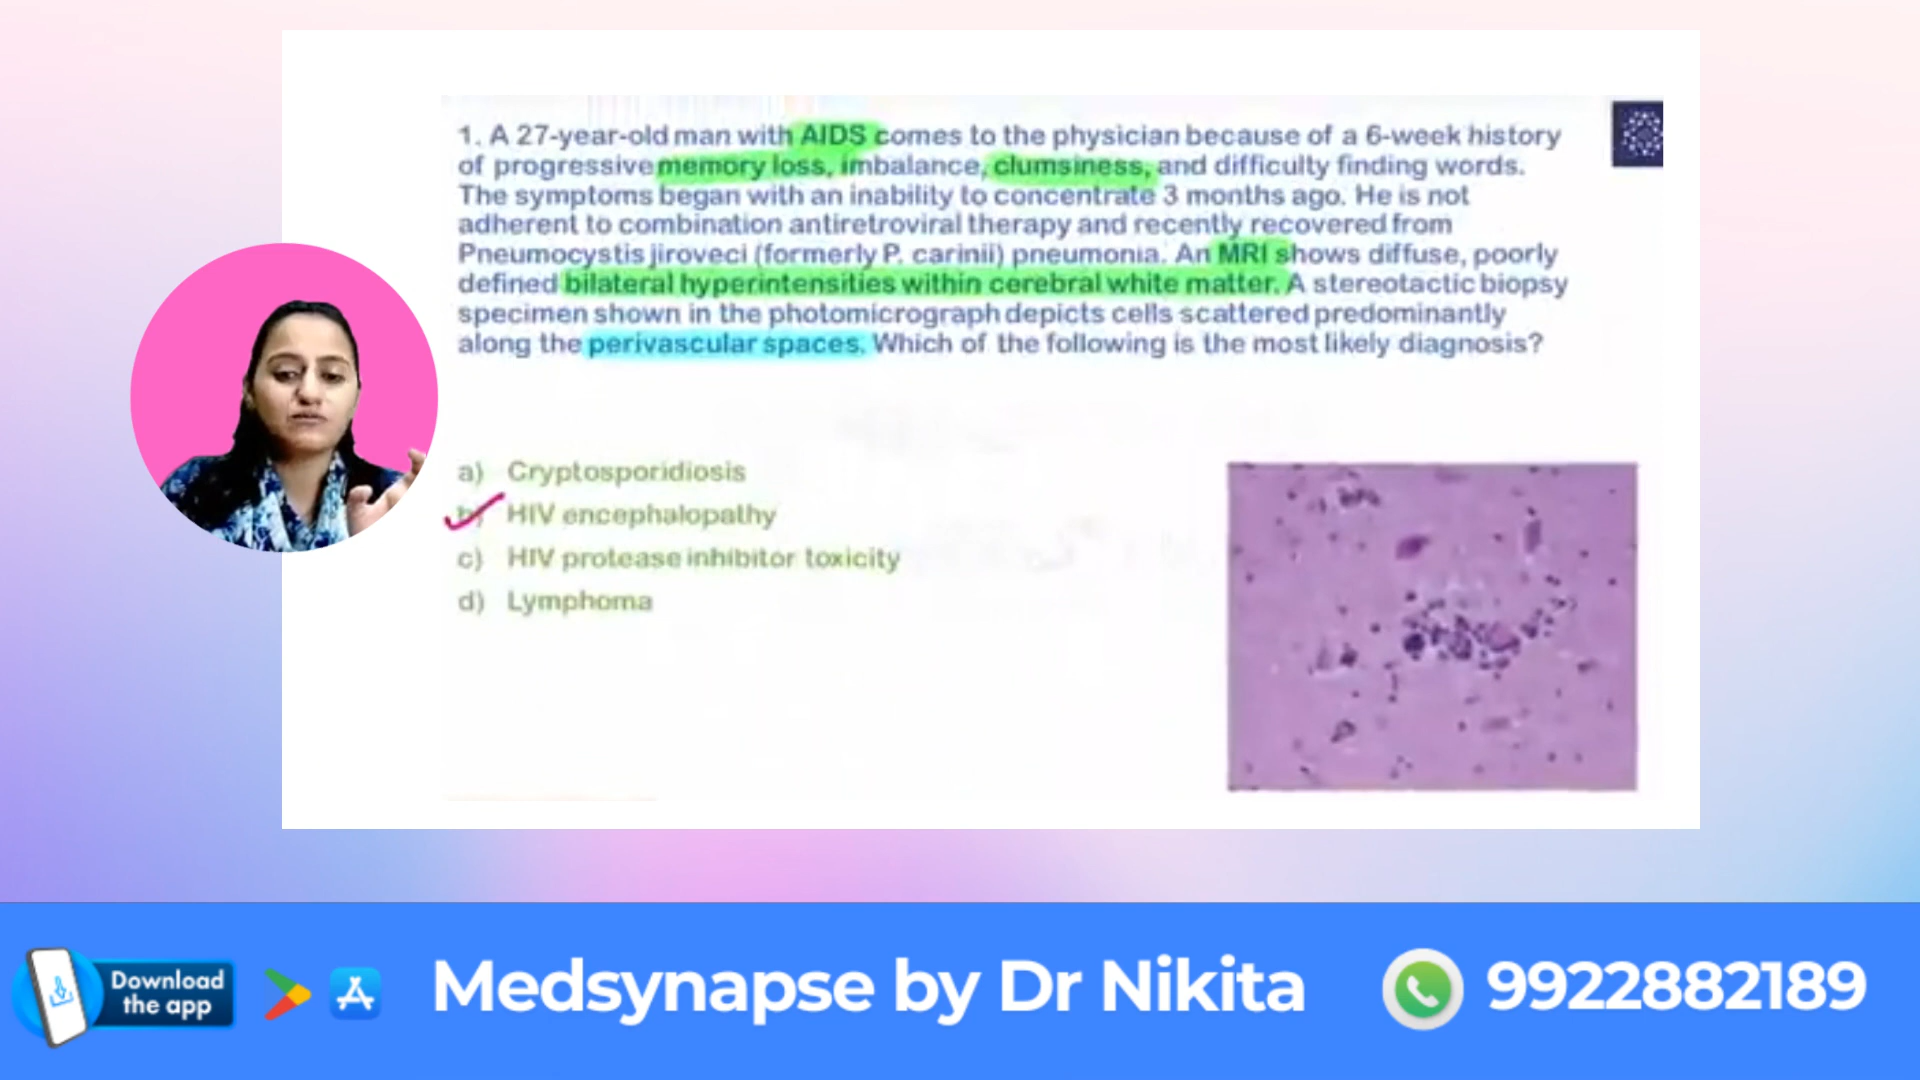 1. A 27-year-old man with AIDS comes to the physician because of a 6-week history
of progressive memory loss, imbalance, clumsiness, and difficulty finding words.
The symptoms began with an inability to concentrate 3 months ago. He is not
adherent to combination antiretroviral therapy and recently recovered from
Pneumocystis jiroveci (formerly P. carinii) pneumonia. An MRI shows diffuse, poorly
defined bilateral hyperintensities within cerebral white matter. A stereotactic biopsy
specimen shown in the photomicrograph depicts cells scattered predominantly
along the perivascular spaces. Which of the following is the most likely diagnosis?
a) Cryptosporidiosis
b) HIV encephalopathy
c) HIV protease inhibitor toxicity
d) Lymphoma
Download
the app
Medsynapse by Dr Nikita
9922882189